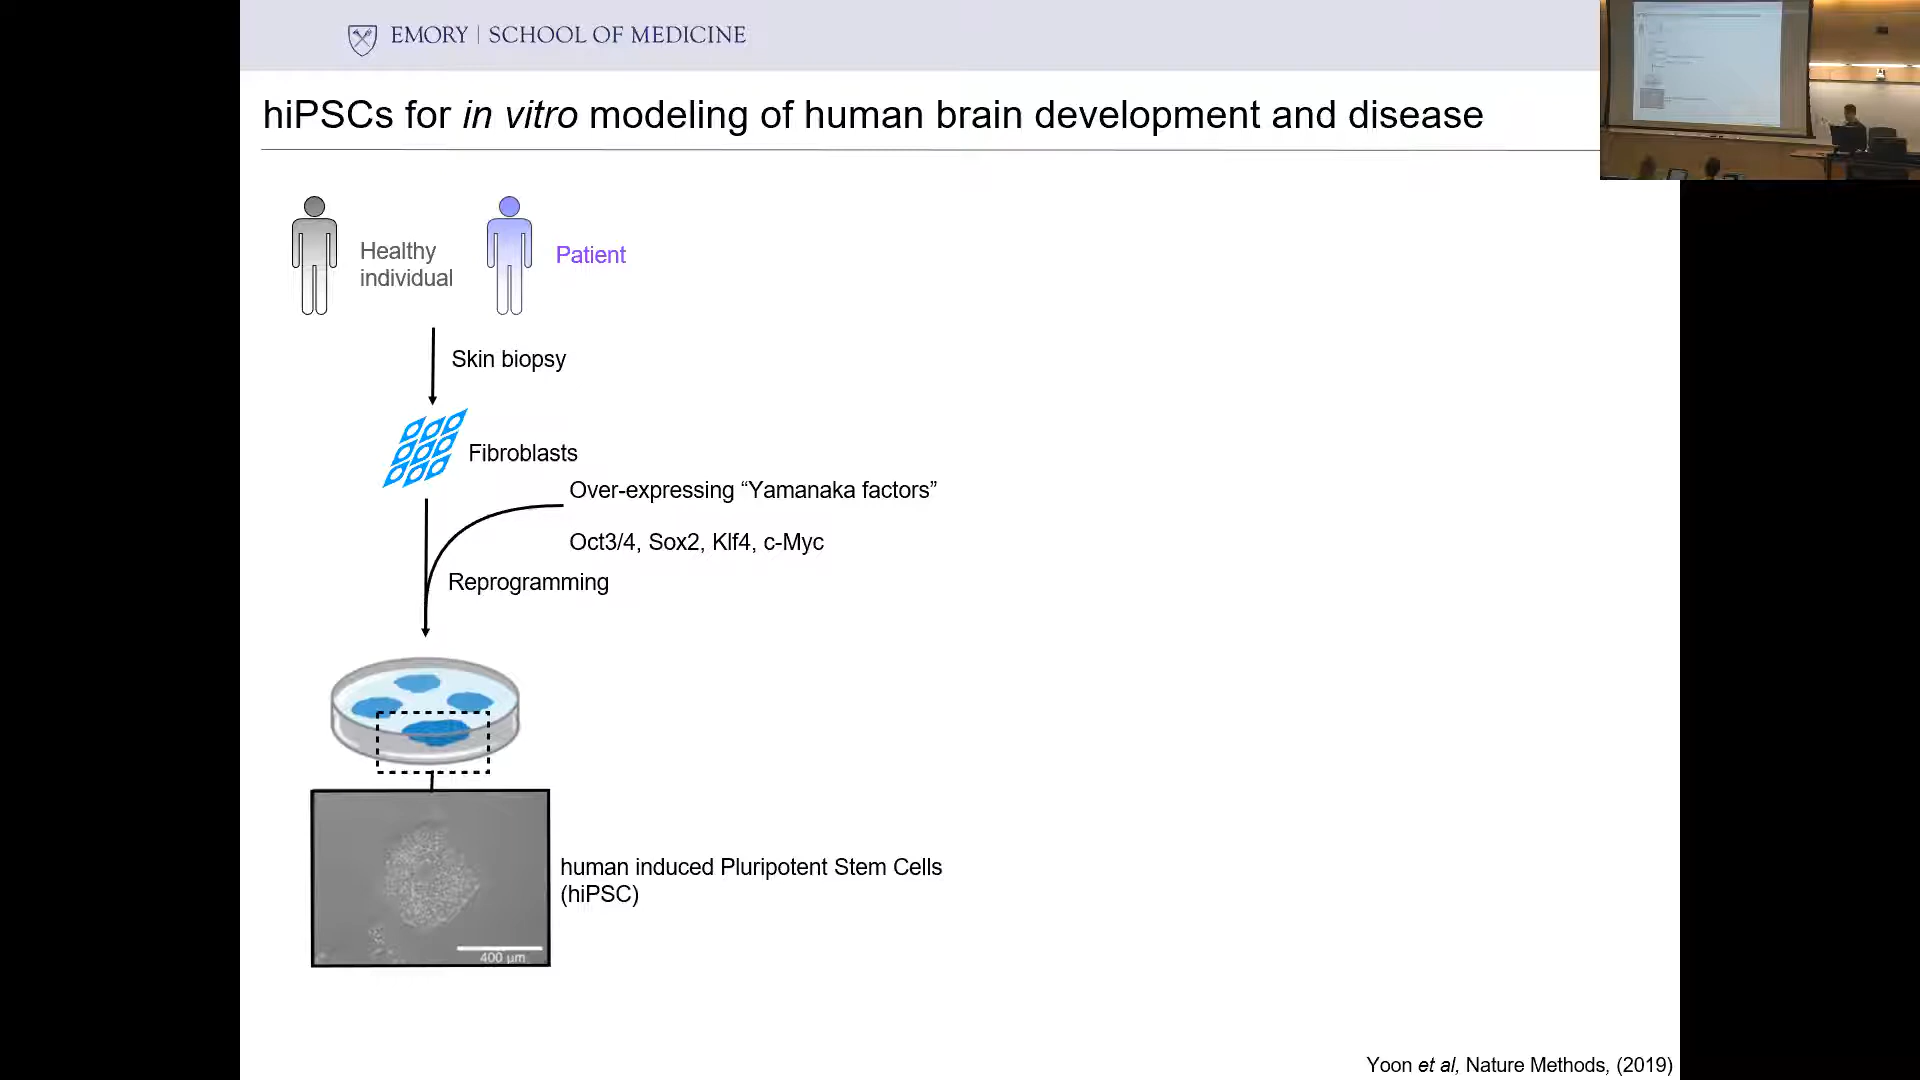 EMORY | SCHOOL OF MEDICINE
hiPSCs for in vitro modeling of human brain development and disease
Healthy
individual
Patient
Skin biopsy
Fibroblasts
Over-expressing “Yamanaka factors”
Oct3/4, Sox2, Klf4, c-Myc
Reprogramming
human induced Pluripotent Stem Cells
(hiPSC)
400 µm
Yoon et al, Nature Methods, (2019)